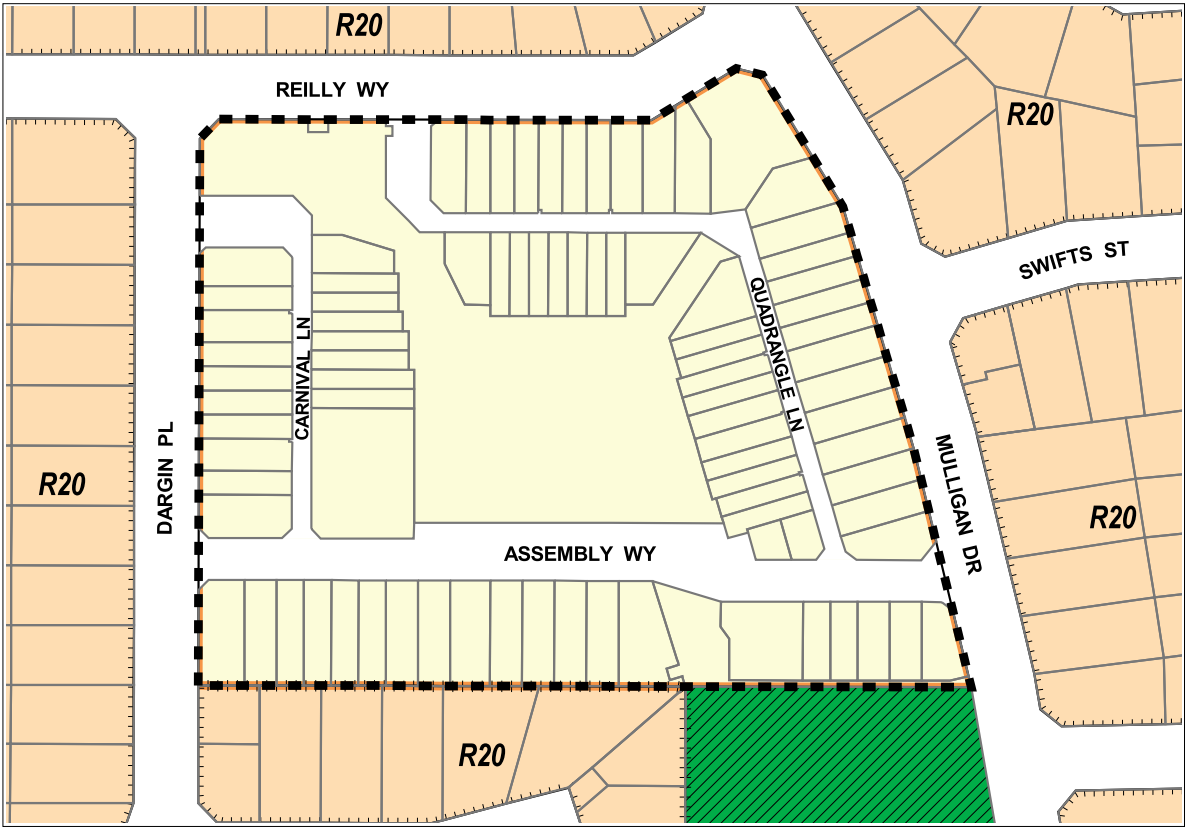 R20
REILLY WY
R20
SWIFTS ST
QUADRANGLE LN
CARNIVAL LN
DARGIN PL
R20
MULLIGAN DR
R20
ASSEMBLY WY
R20